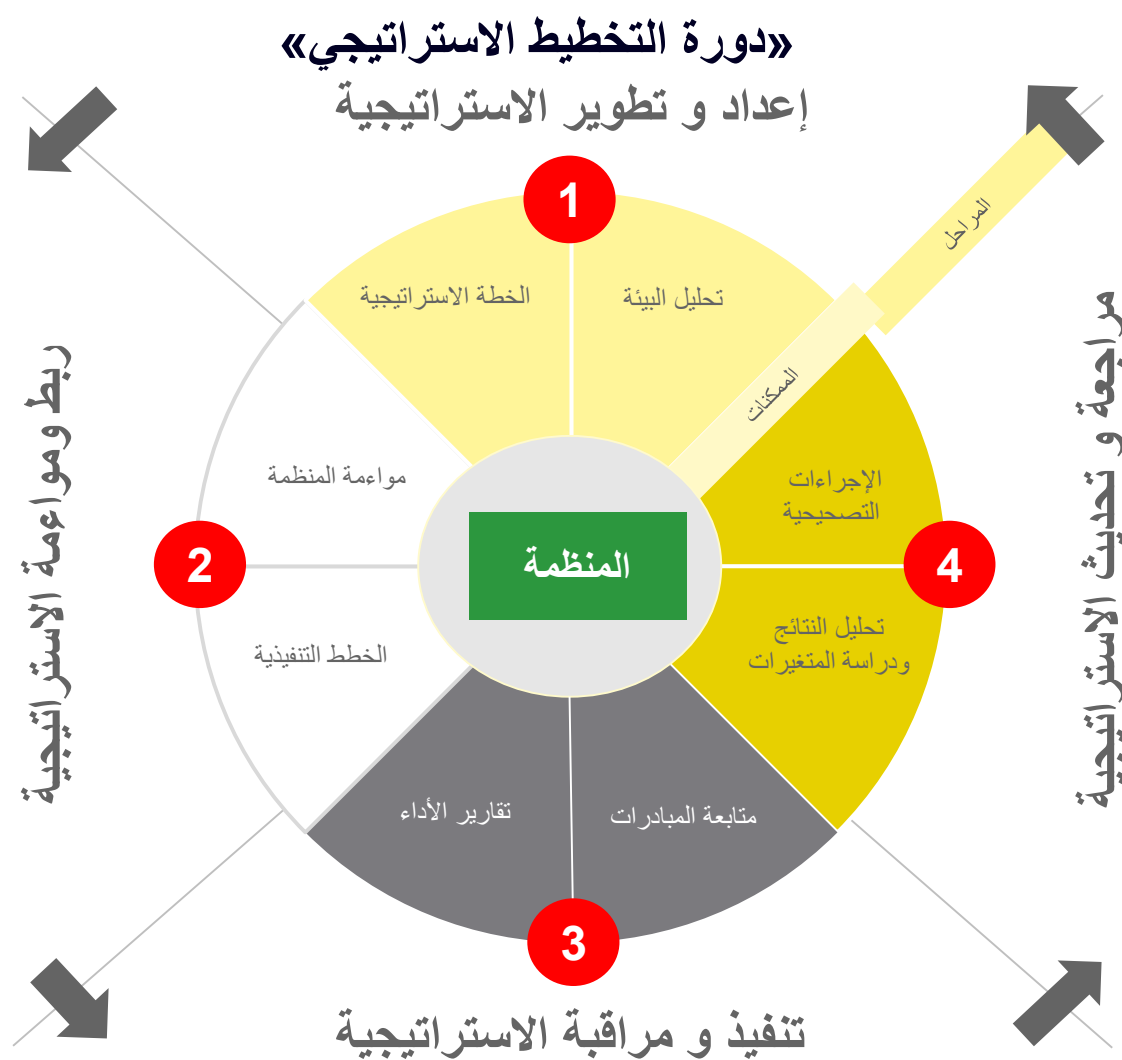 «دورة التخطيط الاستراتيجي»
إعداد و تطوير الاستراتيجية
1
المراحل
الخطة الاستراتيجية
تحليل البيئة
الممكنات
ربط ومواءمة الاستراتيجية
مراجعة و تحديث الاستراتيجية
مواءمة المنظمة
الإجراءات
التصحيحية
2
المنظمة
4
الخطط التنفيذية
تحليل النتائج
ودراسة المتغيرات
تقارير الأداء
متابعة المبادرات
3
تنفيذ و مراقبة الاستراتيجية